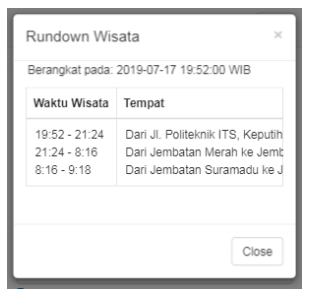 Rundown Wisata ×
Berangkat pada: 2019-07-17 19:52:00 WIB
Waktu Wisata Tempat
19:52 - 21:24 Dari Jl. Politeknik ITS, Keputih
21:24 - 8:16 Dari Jembatan Merah ke Jemb
8:16 - 9:18 Dari Jembatan Suramadu ke J
Close